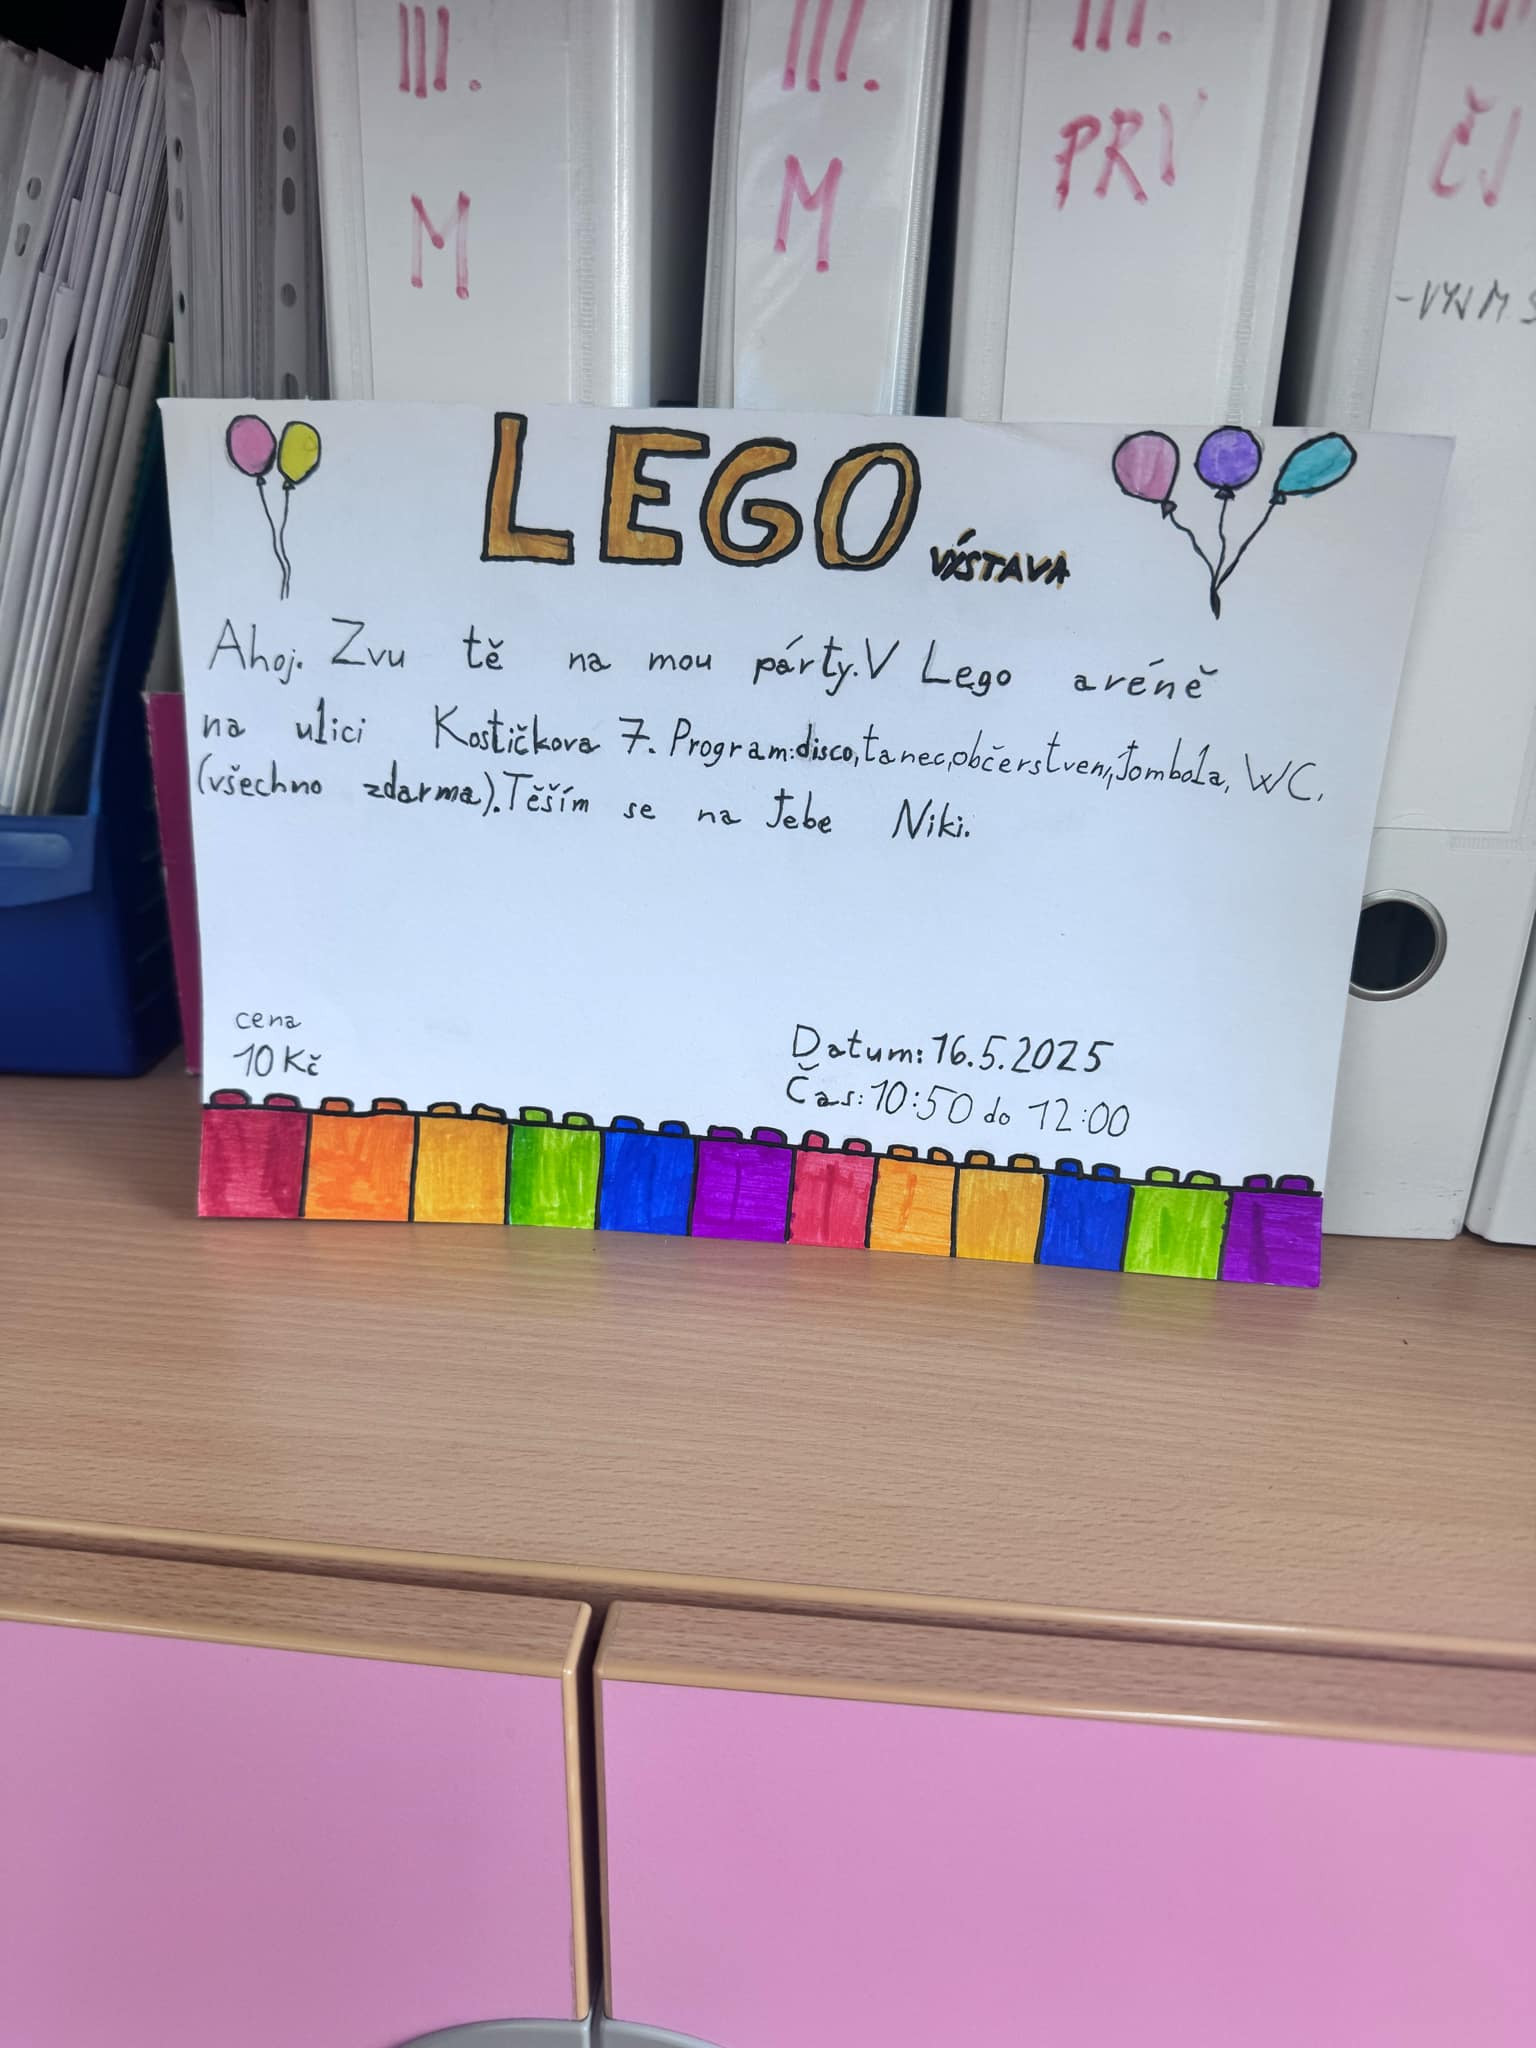 III.
M
III.
M
III.
PRV
ČJ
LEGO VÝSTAVA
Ahoj. Zvu tě na mou párty. V Lego aréně
na ulici Kostičkova 7. Program: disco, tanec, občerstvení, tombola, WC.
(všechno zdarma). Těším se na tebe Niki.
cena
10 Kč
Datum: 16.5.2025
Čas: 10:50 do 12:00